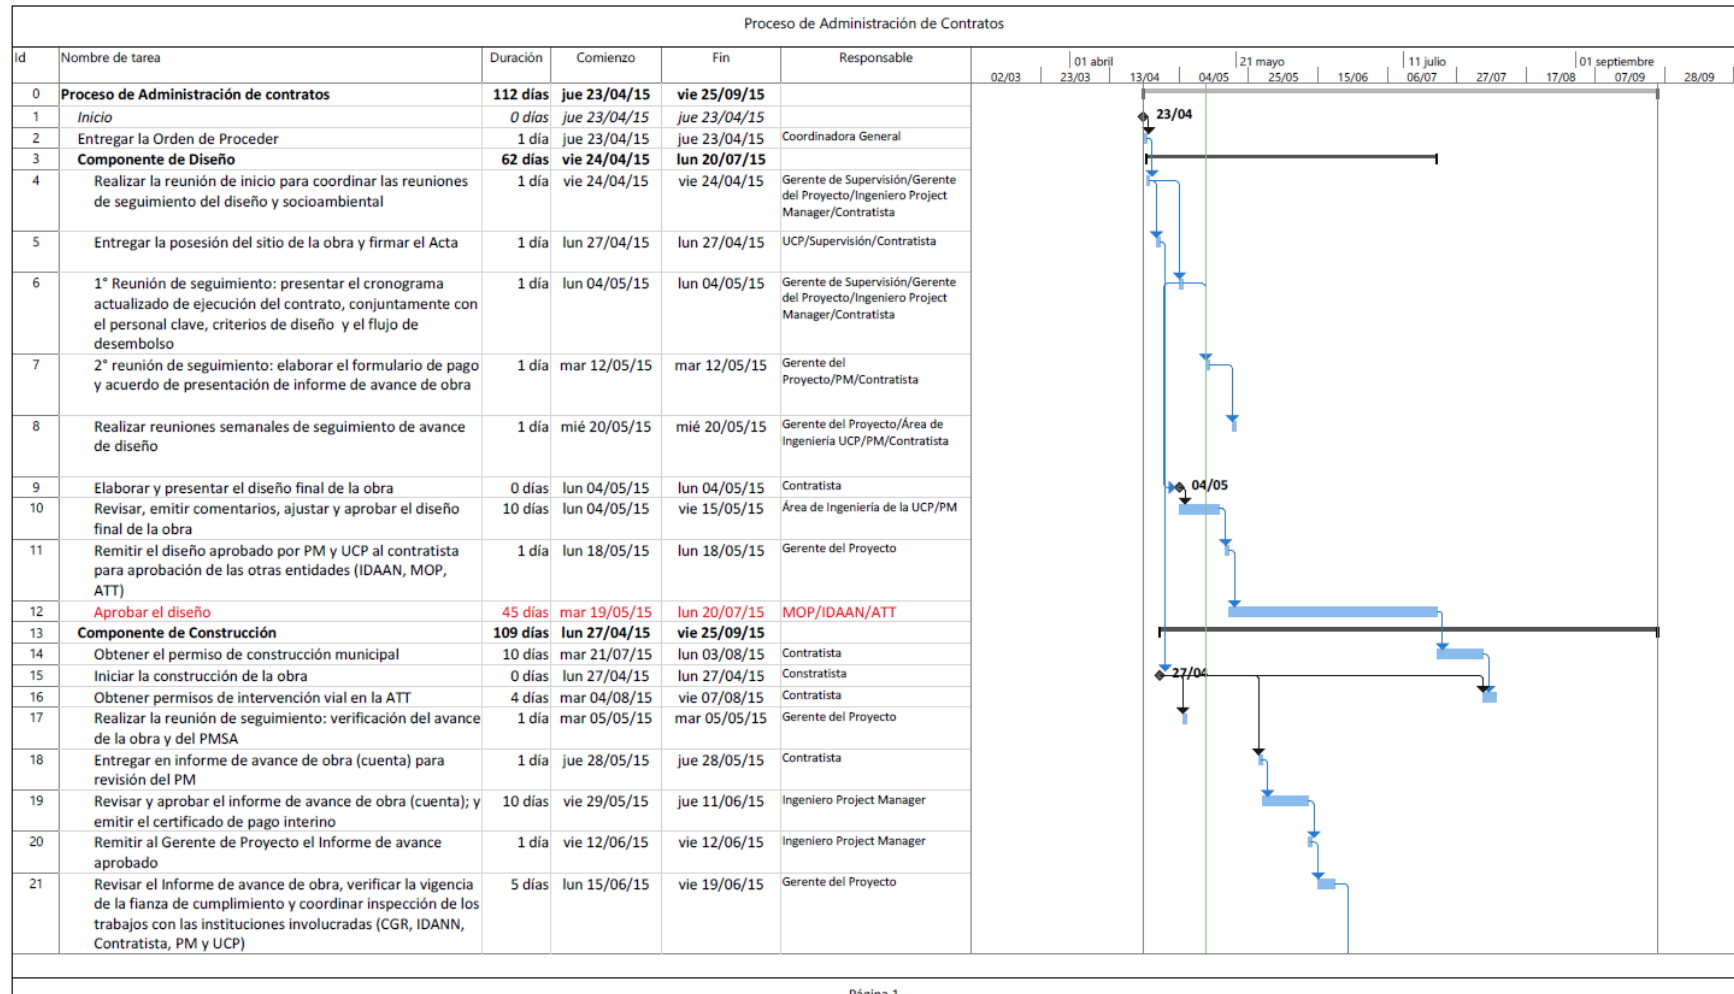 Proceso de Administración de Contratos
Id Nombre de tarea Duración Comienzo Fin Responsable
01 abril 21 mayo 11 julio 01 septiembre
02/03 23/03 13/04 04/05 25/05 15/06 06/07 27/07 17/08 07/09 28/09
0 Proceso de Administración de contratos 112 días jue 23/04/15 vie 25/09/15
1 Inicio 0 días jue 23/04/15 jue 23/04/15 23/04
2 Entregar la Orden de Proceder 1 día jue 23/04/15 jue 23/04/15 Coordinadora General
3 Componente de Diseño 62 días vie 24/04/15 lun 20/07/15
4 Realizar la reunión de inicio para coordinar las reuniones 1 día vie 24/04/15 vie 24/04/15 Gerente de Supervisión/Gerente
de seguimiento del diseño y socioambiental del Proyecto/Ingeniero Project
Manager/Contratista
5 Entregar la posesión del sitio de la obra y firmar el Acta 1 día lun 27/04/15 lun 27/04/15 UCP/Supervisión/Contratista
6 1° Reunión de seguimiento: presentar el cronograma 1 día lun 04/05/15 lun 04/05/15 Gerente de Supervisión/Gerente
actualizado de ejecución del contrato, conjuntamente con del Proyecto/Ingeniero Project
el personal clave, criterios de diseño y el flujo de Manager/Contratista
desembolso
7 2° reunión de seguimiento: elaborar el formulario de pago 1 día mar 12/05/15 mar 12/05/15 Gerente del
y acuerdo de presentación de informe de avance de obra Proyecto/PM/Contratista
8 Realizar reuniones semanales de seguimiento de avance 1 día mié 20/05/15 mié 20/05/15 Gerente del Proyecto/Área de
de diseño Ingeniería UCP/PM/Contratista
9 Elaborar y presentar el diseño final de la obra 0 días lun 04/05/15 lun 04/05/15 Contratista 04/05
10 Revisar, emitir comentarios, ajustar y aprobar el diseño 10 días lun 04/05/15 vie 15/05/15 Área de Ingeniería de la UCP/PM
final de la obra
11 Remitir el diseño aprobado por PM y UCP al contratista 1 día lun 18/05/15 lun 18/05/15 Gerente del Proyecto
para aprobación de las otras entidades (IDAAN, MOP,
ATT)
12 Aprobar el diseño 45 días mar 19/05/15 lun 20/07/15 MOP/IDAAN/ATT
13 Componente de Construcción 109 días lun 27/04/15 vie 25/09/15
14 Obtener el permiso de construcción municipal 10 días mar 21/07/15 lun 03/08/15 Contratista
15 Iniciar la construcción de la obra 0 días lun 27/04/15 lun 27/04/15 Constratista 27/04
16 Obtener permisos de intervención vial en la ATT 4 días mar 04/08/15 vie 07/08/15 Contratista
17 Realizar la reunión de seguimiento: verificación del avance 1 día mar 05/05/15 mar 05/05/15 Gerente del Proyecto
de la obra y del PMSA
18 Entregar en informe de avance de obra (cuenta) para 1 día jue 28/05/15 jue 28/05/15 Contratista
revisión del PM
19 Revisar y aprobar el informe de avance de obra (cuenta); y 10 días vie 29/05/15 jue 11/06/15 Ingeniero Project Manager
emitir el certificado de pago interino
20 Remitir al Gerente de Proyecto el Informe de avance 1 día vie 12/06/15 vie 12/06/15 Ingeniero Project Manager
aprobado
21 Revisar el Informe de avance de obra, verificar la vigencia 5 días lun 15/06/15 vie 19/06/15 Gerente del Proyecto
de la fianza de cumplimiento y coordinar inspección de los
trabajos con las instituciones involucradas (CGR, IDANN,
Contratista, PM y UCP)
Página 1